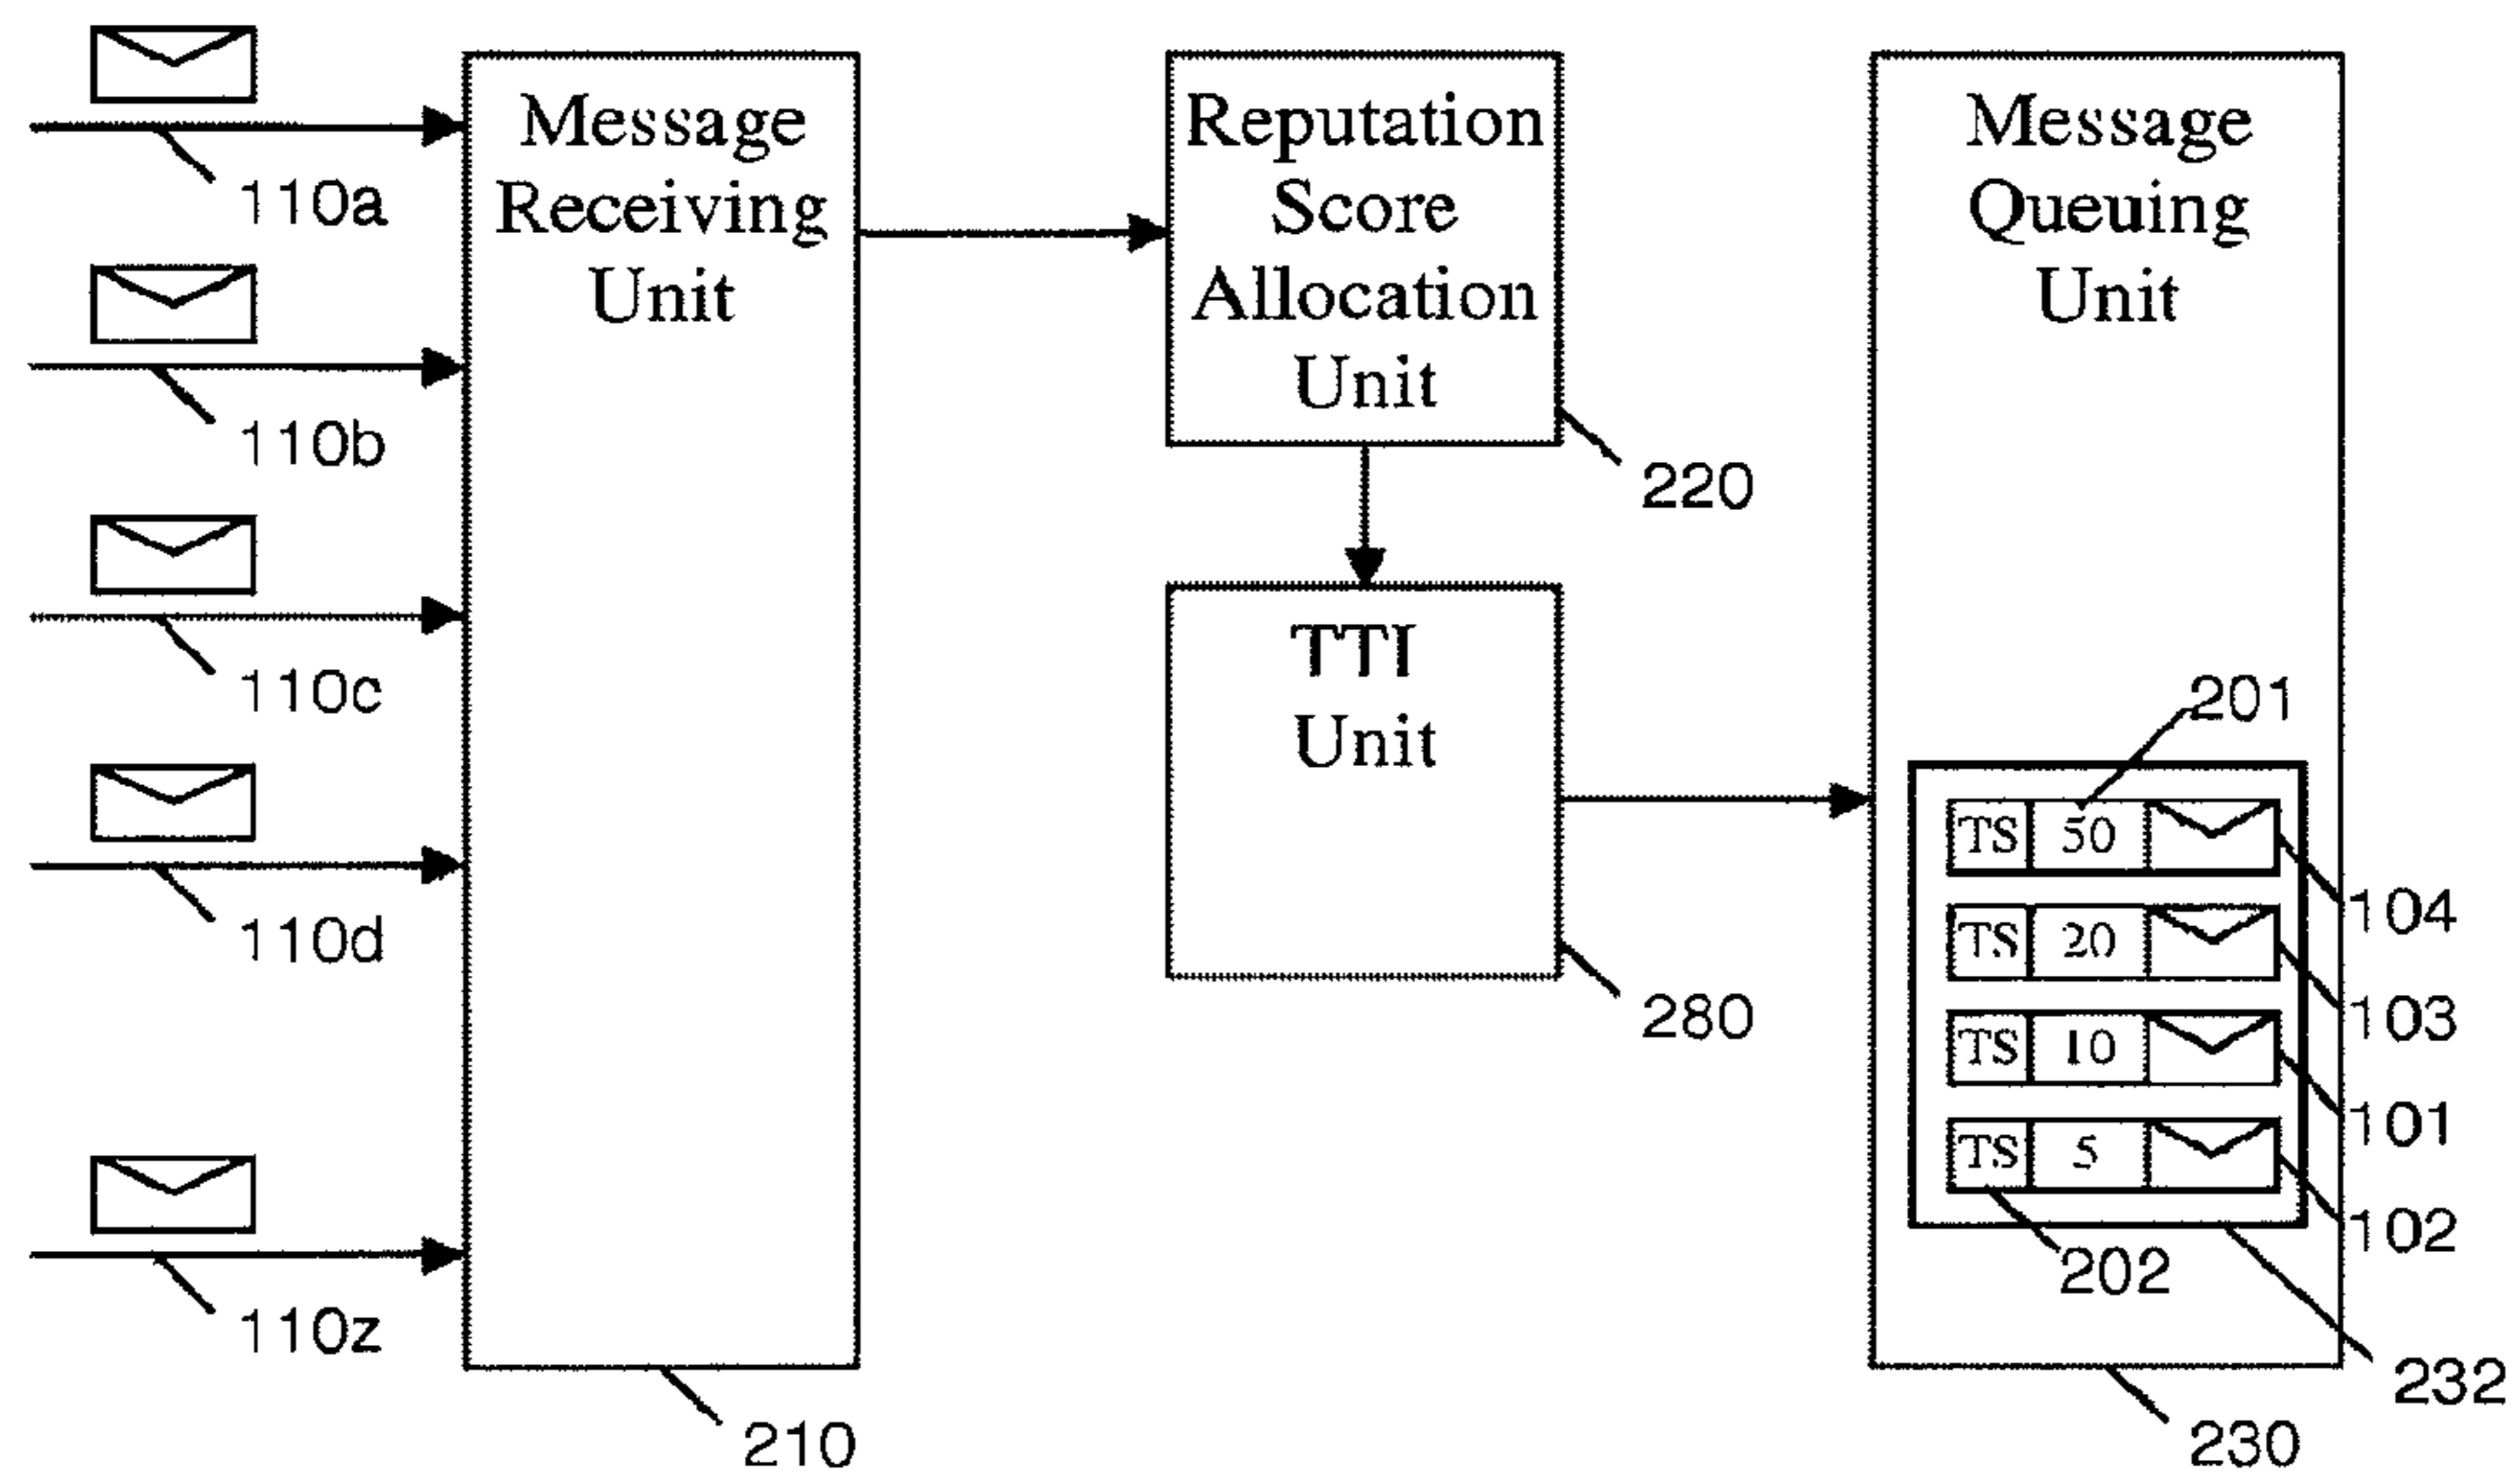 110a
110b
110c
110d
110z
Message
Receiving
Unit
210
Reputation
Score
Allocation
Unit
220
TTI
Unit
280
Message
Queuing
Unit
201
TS 50
104
TS 20
103
TS 10
101
TS 5
102
202
232
230